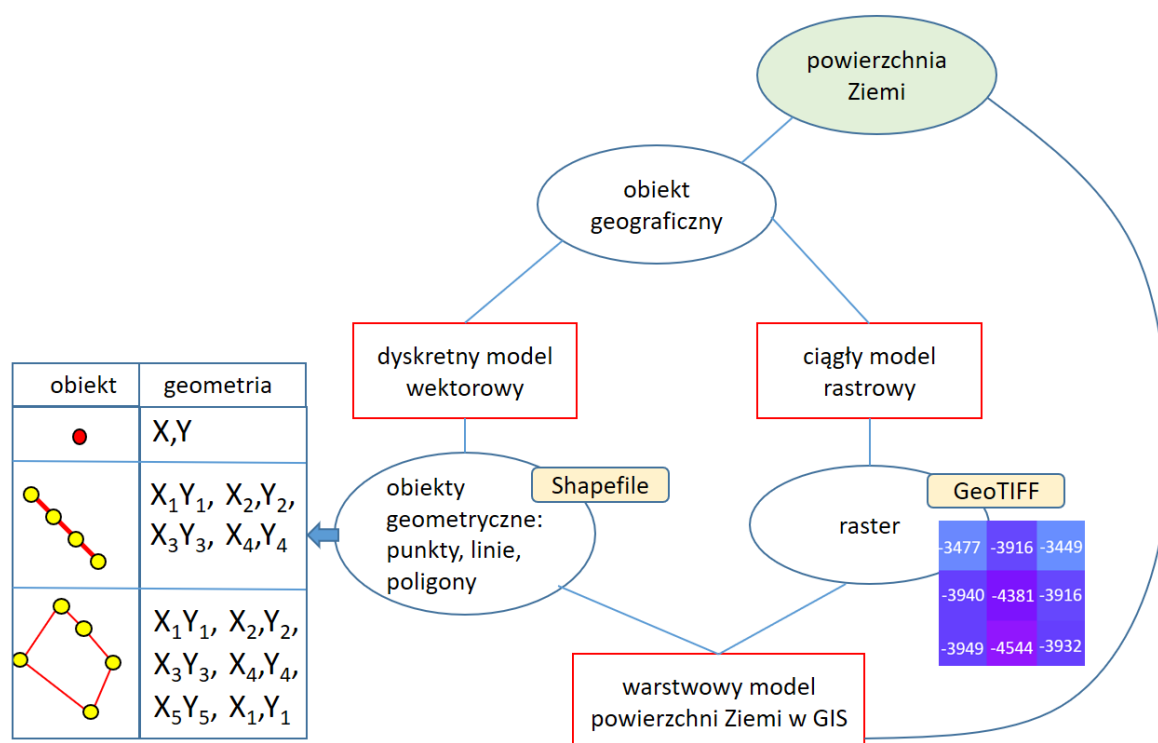 powierzchnia
Ziemi
obiekt
geograficzny
dyskretny model
wektorowy
ciągły model
rastrowy
obiekt geometria
X,Y
X₁Y₁, X₂,Y₂,
X₃Y₃, X₄,Y₄
X₁Y₁, X₂,Y₂,
X₃Y₃, X₄,Y₄,
X₅Y₅, X₁,Y₁
Shapefile
obiekty
geometryczne:
punkty, linie,
poligony
GeoTIFF
raster
-3477 -3916 -3449
-3940 -4381 -3916
-3949 -4544 -3932
warstwowy model
powierzchni Ziemi w GIS